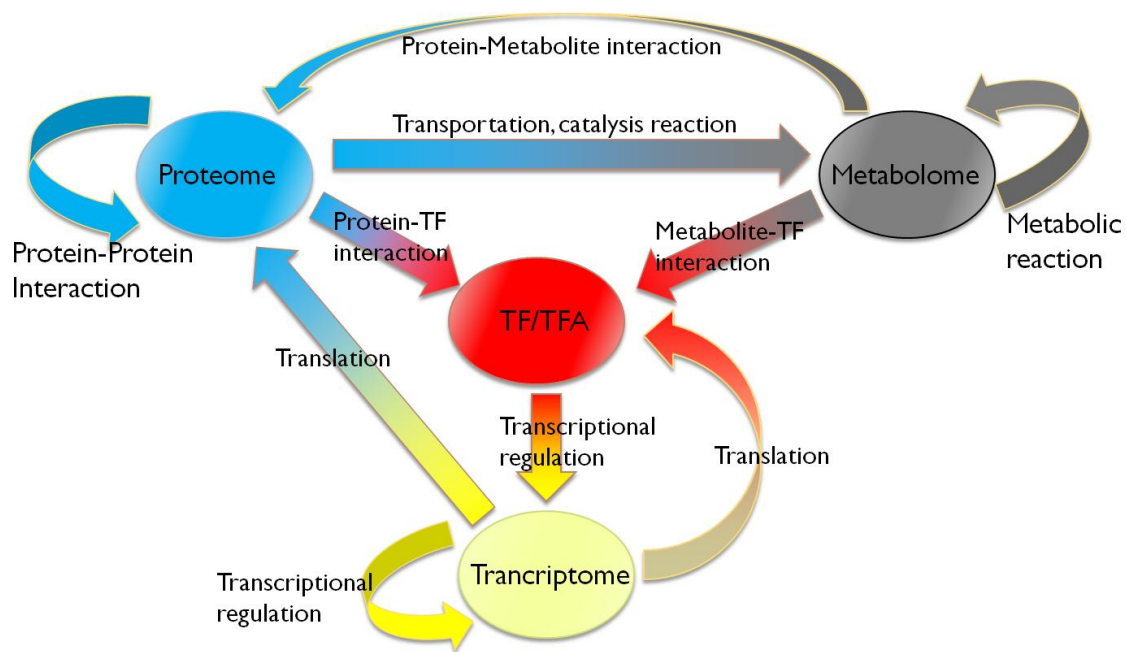 Protein-Metabolite interaction
Transportation, catalysis reaction
Proteome
Metabolome
Protein-TF
interaction
Metabolite-TF
interaction
Metabolic
reaction
Protein-Protein
Interaction
TF/TFA
Translation
Transcriptional
regulation
Translation
Trancriptome
Transcriptional
regulation